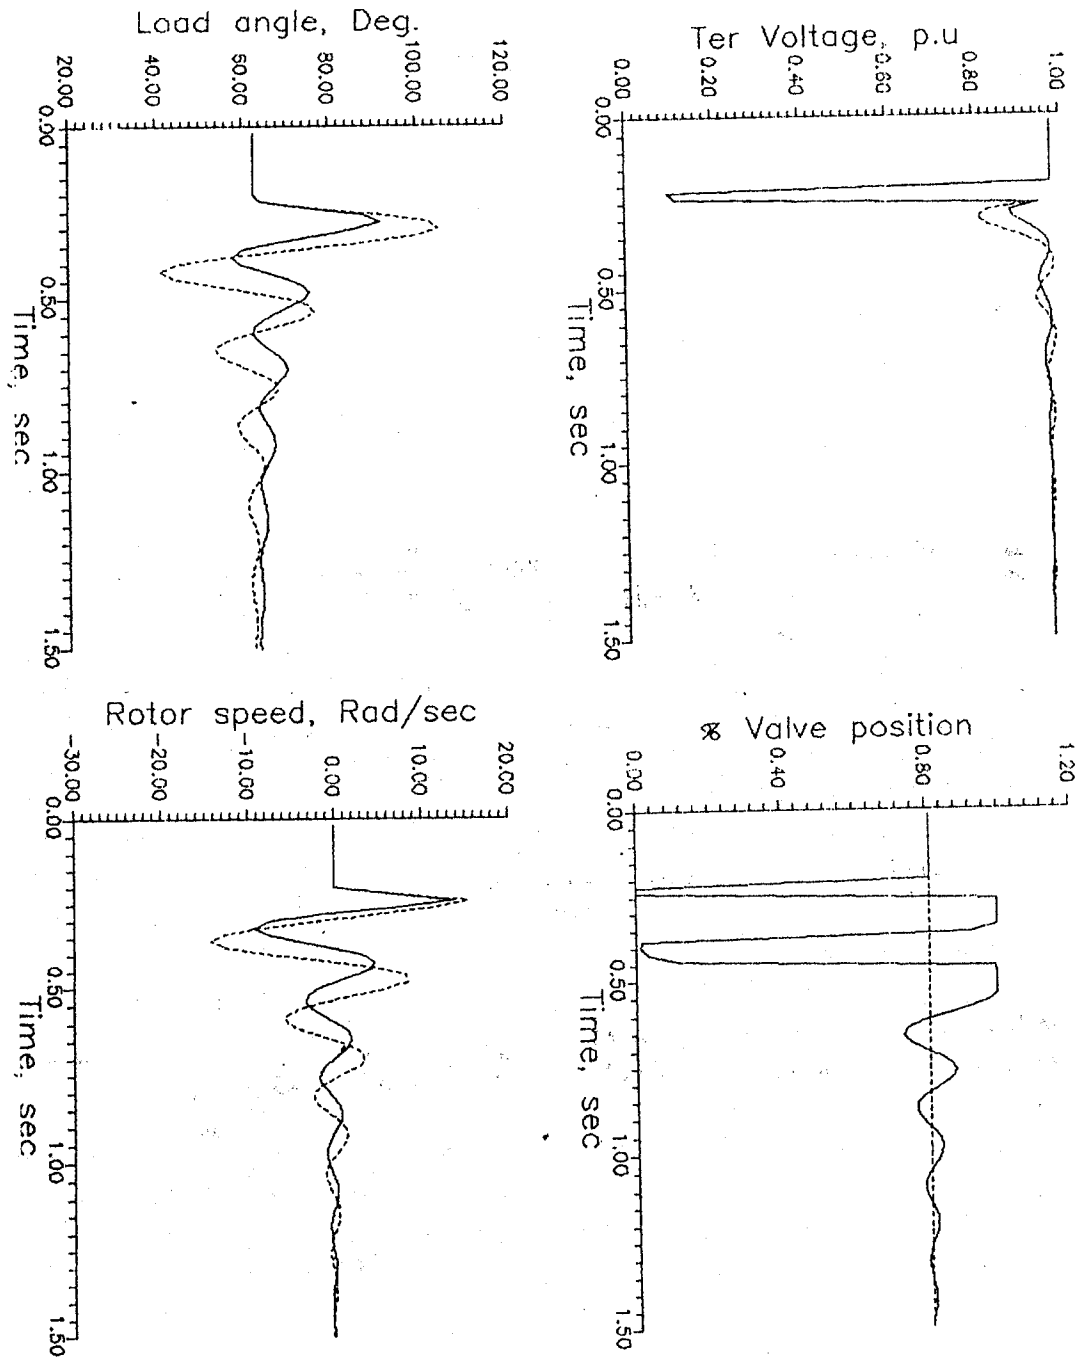 Ter Voltage, p.u
0.00 0.20 0.40 0.60 0.80 1.00
0.00 0.50 1.00 1.50
Time, sec
% Valve position
0.00 0.40 0.80 1.20
0.00 0.50 1.00 1.50
Time, sec
Load angle, Deg.
20.00 40.00 60.00 80.00 100.00 120.00
0.00 0.50 1.00 1.50
Time, sec
Rotor speed, Rad/sec
-30.00 -20.00 -10.00 0.00 10.00 20.00
0.00 0.50 1.00 1.50
Time, sec